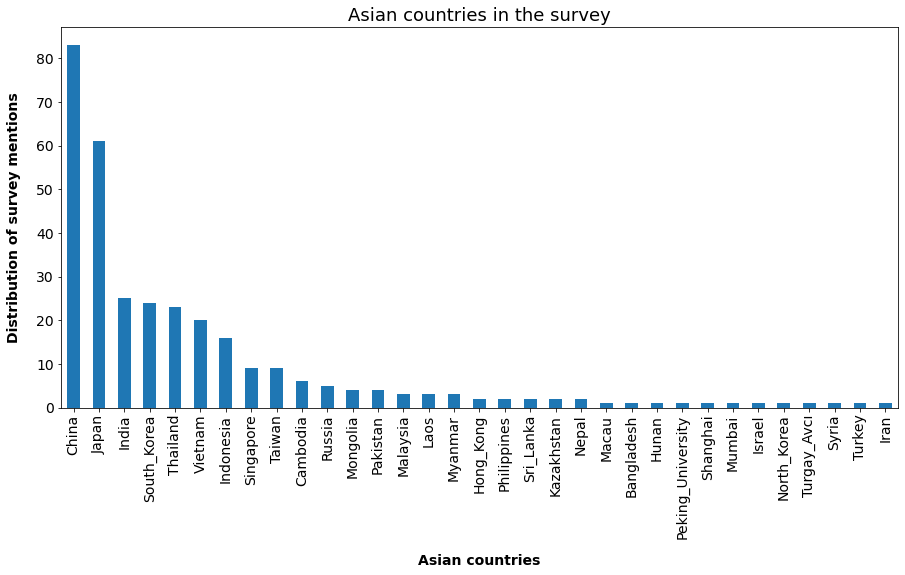 Asian countries in the survey
Distribution of survey mentions
80
70
60
50
40
30
20
10
0
China
Japan
India
South_Korea
Thailand
Vietnam
Indonesia
Singapore
Taiwan
Cambodia
Russia
Mongolia
Pakistan
Malaysia
Laos
Myanmar
Hong_Kong
Philippines
Sri_Lanka
Kazakhstan
Nepal
Macau
Bangladesh
Hunan
Peking_University
Shanghai
Mumbai
Israel
North_Korea
Turgay_Avcı
Syria
Turkey
Iran
Asian countries